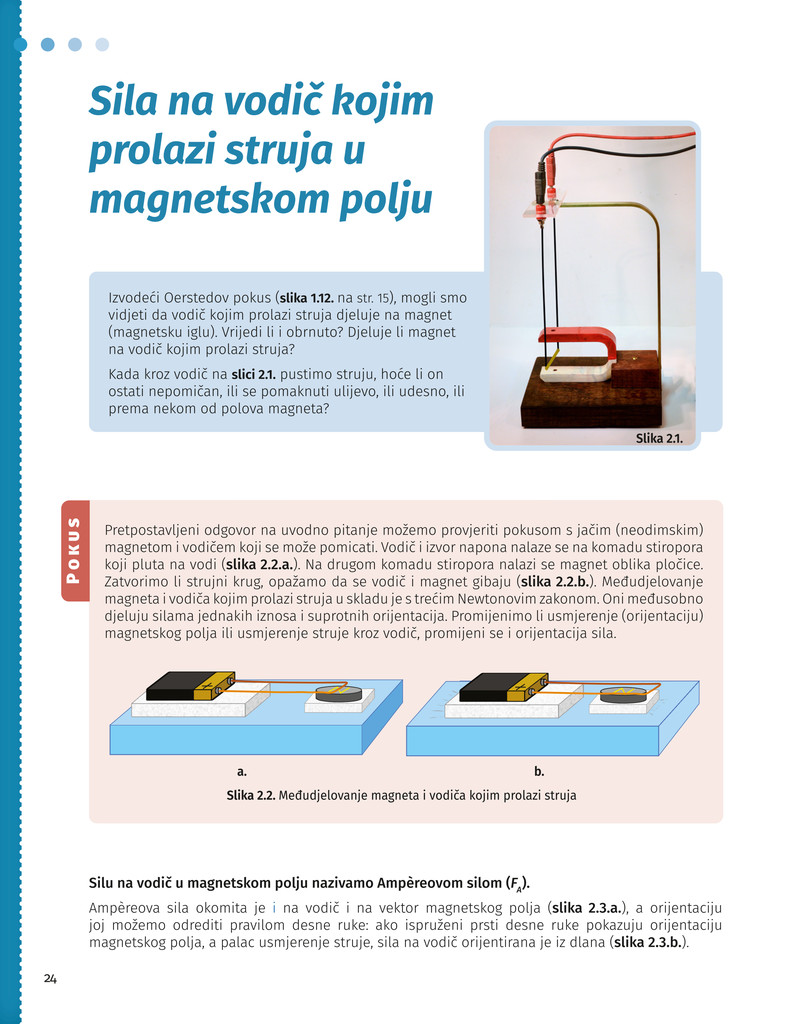 Sila na vodič kojim
prolazi struja u
magnetskom polju
Izvodeći Oerstedov pokus (slika 1.12. na str. 15), mogli smo
vidjeti da vodič kojim prolazi struja djeluje na magnet
(magnetsku iglu). Vrijedi li i obrnuto? Djeluje li magnet
na vodič kojim prolazi struja?
Kada kroz vodič na slici 2.1. pustimo struju, hoće li on
ostati nepomičan, ili se pomaknuti ulijevo, ili udesno, ili
prema nekom od polova magneta?
Slika 2.1.
POKUS
Pretpostavljeni odgovor na uvodno pitanje možemo provjeriti pokusom s jačim (neodimskim)
magnetom i vodičem koji se može pomicati. Vodič i izvor napona nalaze se na komadu stiropora
koji pluta na vodi (slika 2.2.a.). Na drugom komadu stiropora nalazi se magnet oblika pločice.
Zatvorimo li strujni krug, opažamo da se vodič i magnet gibaju (slika 2.2.b.). Međudjelovanje
magneta i vodiča kojim prolazi struja u skladu je s trećim Newtonovim zakonom. Oni međusobno
djeluju silama jednakih iznosa i suprotnih orijentacija. Promijenimo li usmjerenje (orijentaciju)
magnetskog polja ili usmjerenje struje kroz vodič, promijeni se i orijentacija sila.
a.
b.
Slika 2.2. Međudjelovanje magneta i vodiča kojim prolazi struja
Silu na vodič u magnetskom polju nazivamo Ampèreovom silom (F_A).
Ampèreova sila okomita je i na vodič i na vektor magnetskog polja (slika 2.3.a.), a orijentaciju
joj možemo odrediti pravilom desne ruke: ako ispruženi prsti desne ruke pokazuju orijentaciju
magnetskog polja, a palac usmjerenje struje, sila na vodič orijentirana je iz dlana (slika 2.3.b.).
24